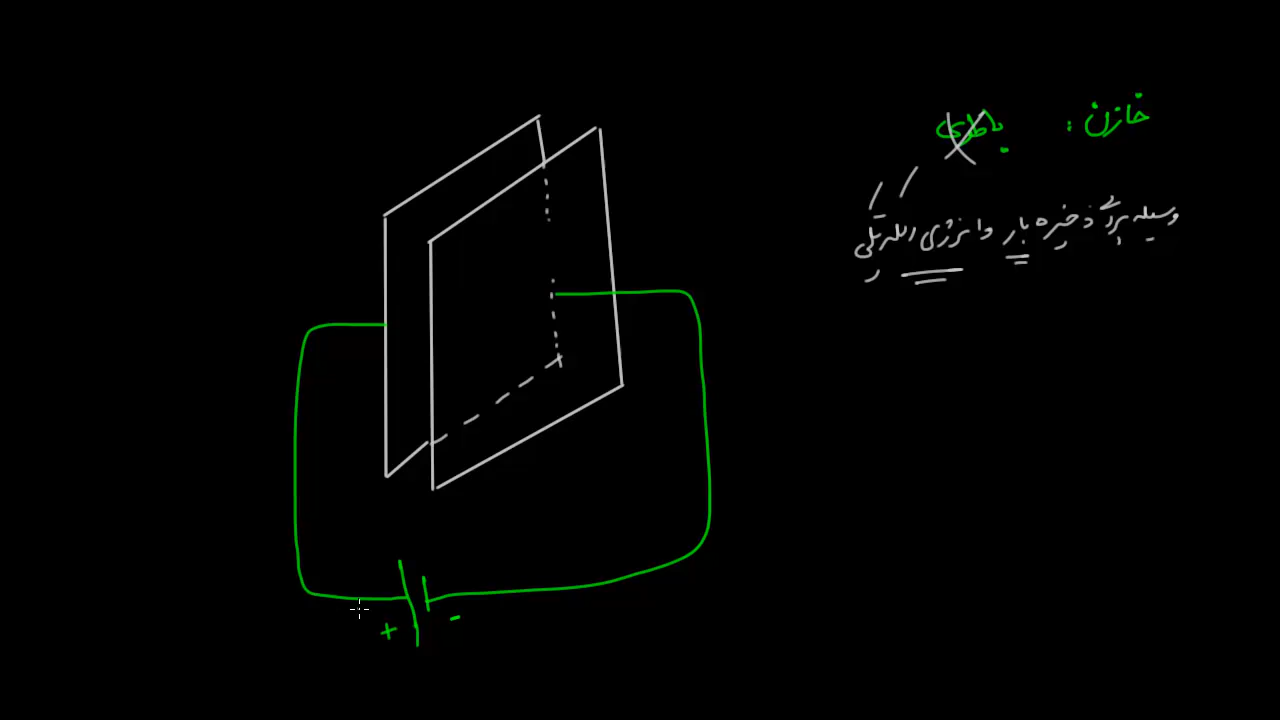 خازن : باطری
وسیله برای ذخیره بار و انرژی الکتریکی
+ -